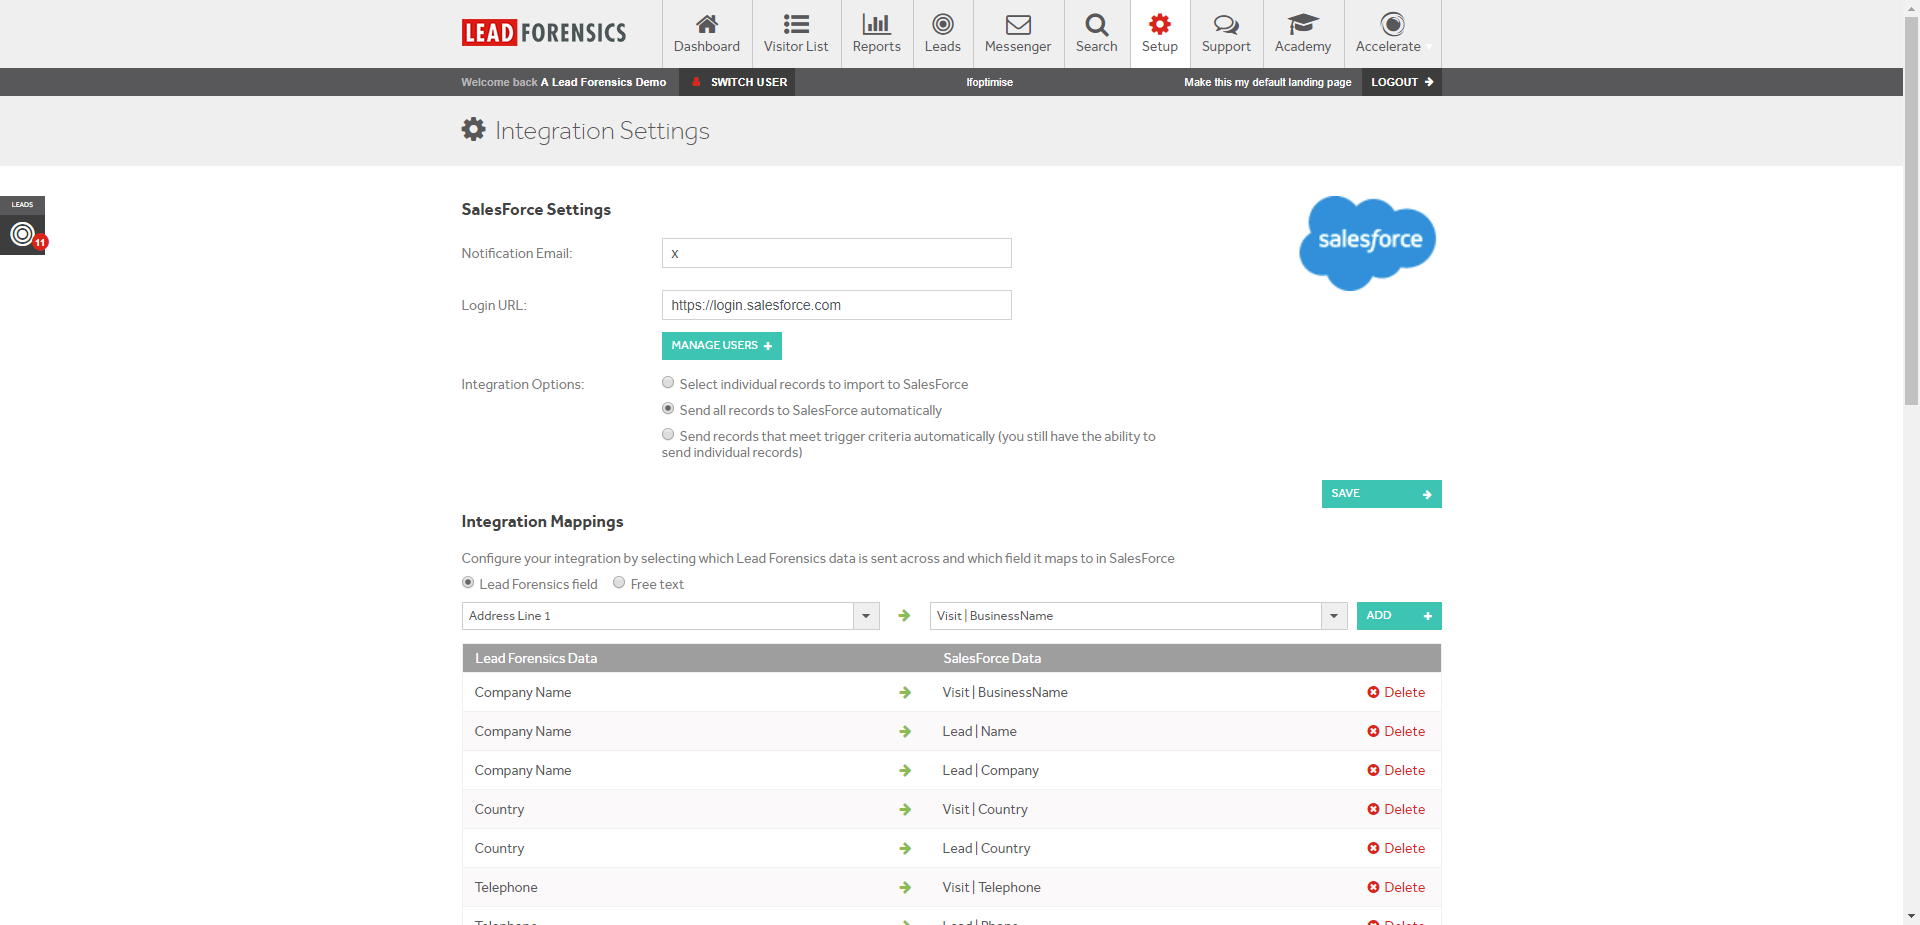 LEAD FORENSICS
Dashboard
Visitor List
Reports
Leads
Messenger
Search
Setup
Support
Academy
Accelerate
Welcome back A Lead Forensics Demo
SWITCH USER
lfoptimise
Make this my default landing page
LOGOUT
Integration Settings
LEADS
11
SalesForce Settings
salesforce
Notification Email:
x
Login URL:
https://login.salesforce.com
MANAGE USERS
Integration Options:
Select individual records to import to SalesForce
Send all records to SalesForce automatically
Send records that meet trigger criteria automatically (you still have the ability to
send individual records)
SAVE
Integration Mappings
Configure your integration by selecting which Lead Forensics data is sent across and which field it maps to in SalesForce
Lead Forensics field
Free text
Address Line 1
Visit | BusinessName
ADD
Lead Forensics Data SalesForce Data
Company Name Visit | BusinessName Delete
Company Name Lead | Name Delete
Company Name Lead | Company Delete
Country Visit | Country Delete
Country Lead | Country Delete
Telephone Visit | Telephone Delete
Telephone Lead | Phone Delete